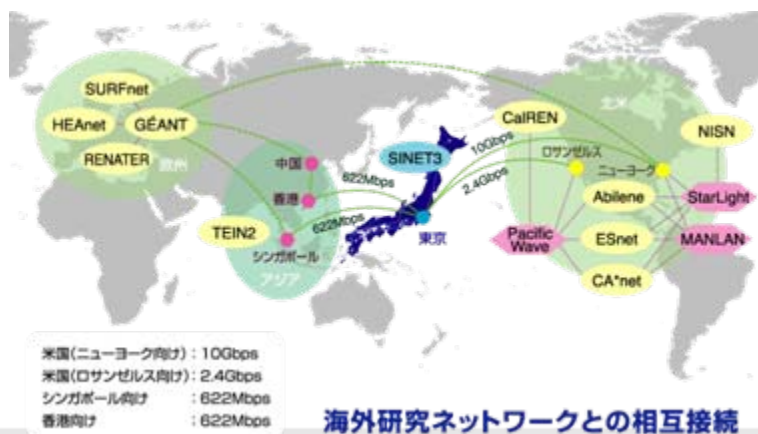 SURFnet
HEAnet
GÉANT
RENATER
欧州
中国
香港
TEIN2
シンガポール
アジア
622Mbps
622Mbps
SINET3
東京
10Gbps
2.4Gbps
CalREN
北米
NISN
ロサンゼルス
ニューヨーク
Abilene
StarLight
Pacific
Wave
ESnet
MANLAN
CA*net
米国(ニューヨーク向け):10Gbps
米国(ロサンゼルス向け):2.4Gbps
シンガポール向け :622Mbps
香港向け :622Mbps
海外研究ネットワークとの相互接続